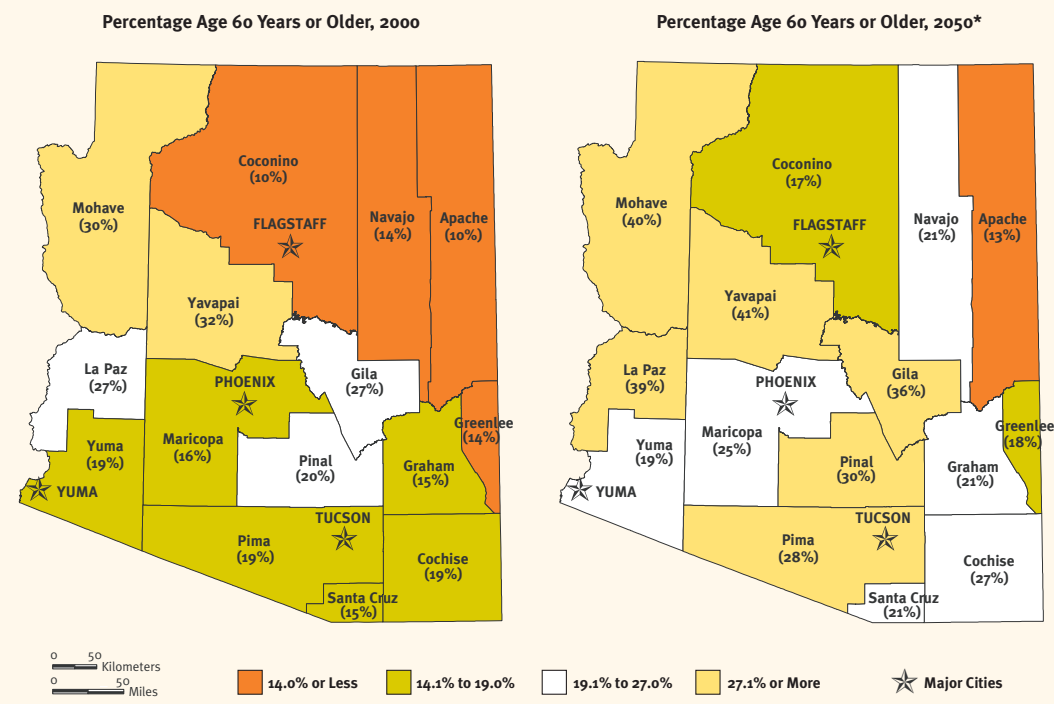 Percentage Age 60 Years or Older, 2000
Coconino
(10%)
Mohave
(30%)
FLAGSTAFF
Navajo
(14%)
Apache
(10%)
Yavapai
(32%)
La Paz
(27%)
PHOENIX
Gila
(27%)
Greenlee
(14%)
Yuma
(19%)
Maricopa
(16%)
Pinal
(20%)
Graham
(15%)
YUMA
TUCSON
Pima
(19%)
Cochise
(19%)
Santa Cruz
(15%)
Percentage Age 60 Years or Older, 2050*
Coconino
(17%)
Mohave
(40%)
FLAGSTAFF
Navajo
(21%)
Apache
(13%)
Yavapai
(41%)
La Paz
(39%)
PHOENIX
Gila
(36%)
Greenlee
(18%)
Yuma
(19%)
Maricopa
(25%)
Pinal
(30%)
Graham
(21%)
YUMA
TUCSON
Pima
(28%)
Cochise
(27%)
Santa Cruz
(21%)
0 50
Kilometers
0 50
Miles
14.0% or Less
14.1% to 19.0%
19.1% to 27.0%
27.1% or More
Major Cities